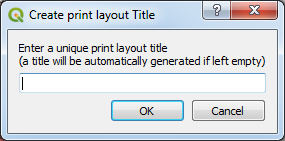 Create print layout Title
Enter a unique print layout title
(a title will be automatically generated if left empty)
OK Cancel